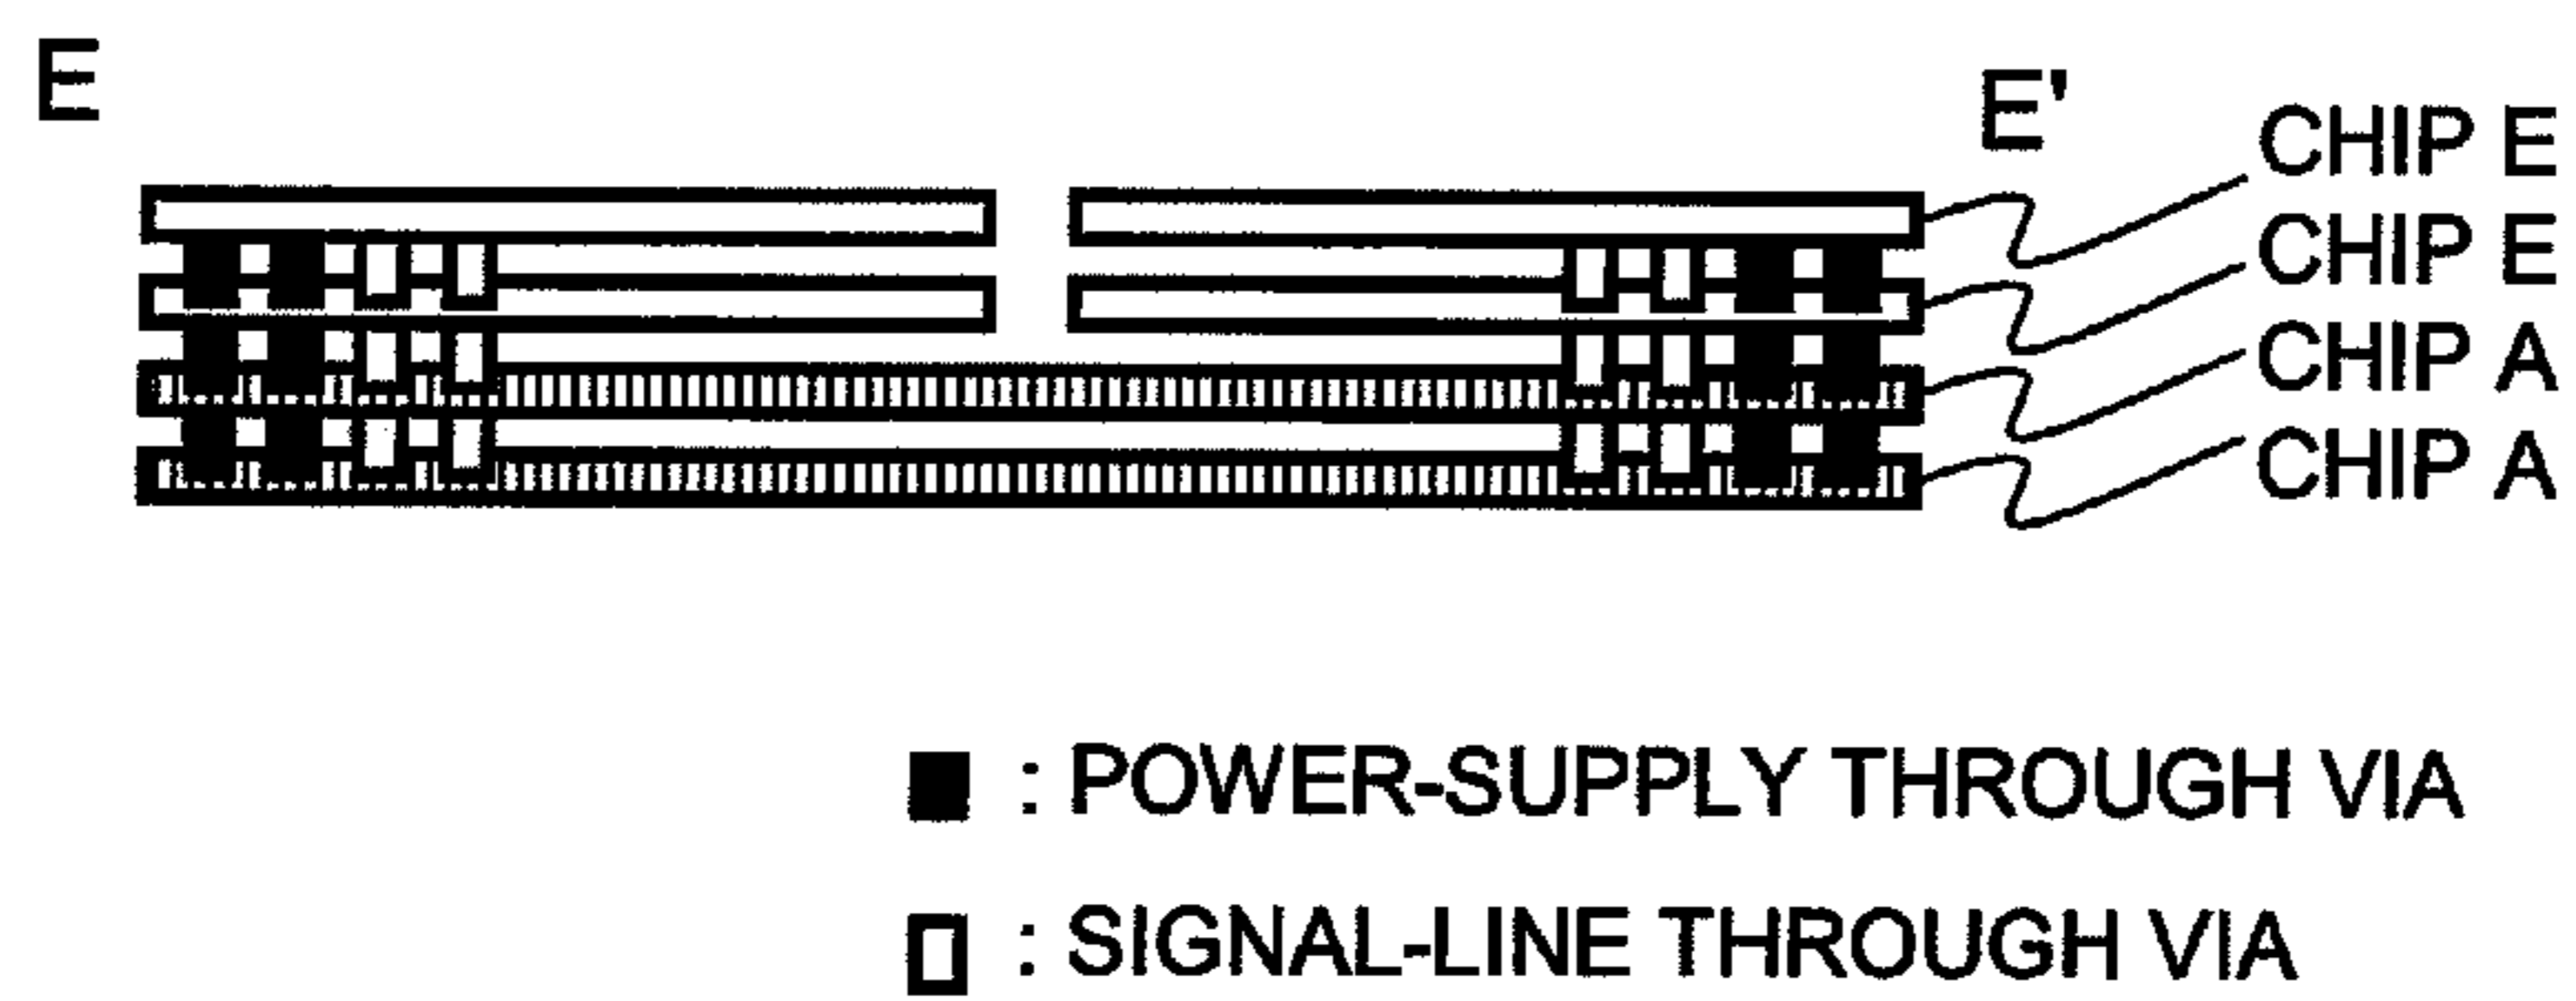 E
E'
CHIP E
CHIP E
CHIP A
CHIP A
: POWER-SUPPLY THROUGH VIA
: SIGNAL-LINE THROUGH VIA